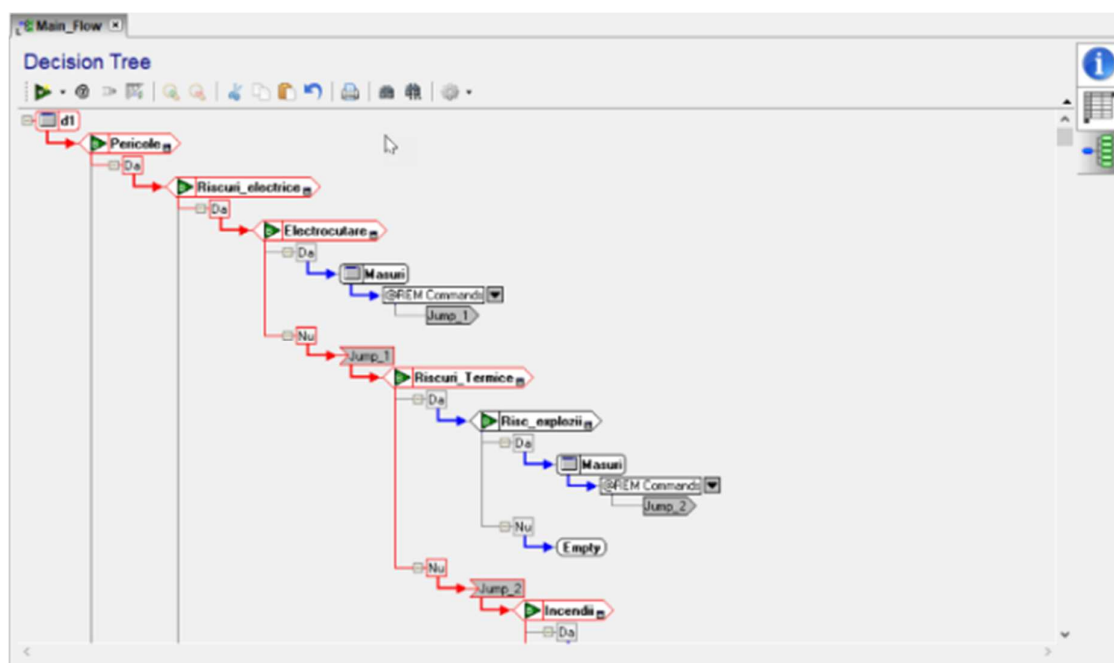 Main_Flow
Decision Tree
d1
Pericole
Da
Riscuri_electrice
Da
Electrocutare
Da
Masuri
@REM Commands
Jump_1
Nu
Jump_1
Riscuri_Termice
Da
Risc_explozii
Da
Masuri
@REM Commands
Jump_2
Nu
Empty
Nu
Jump_2
Incendii
Da